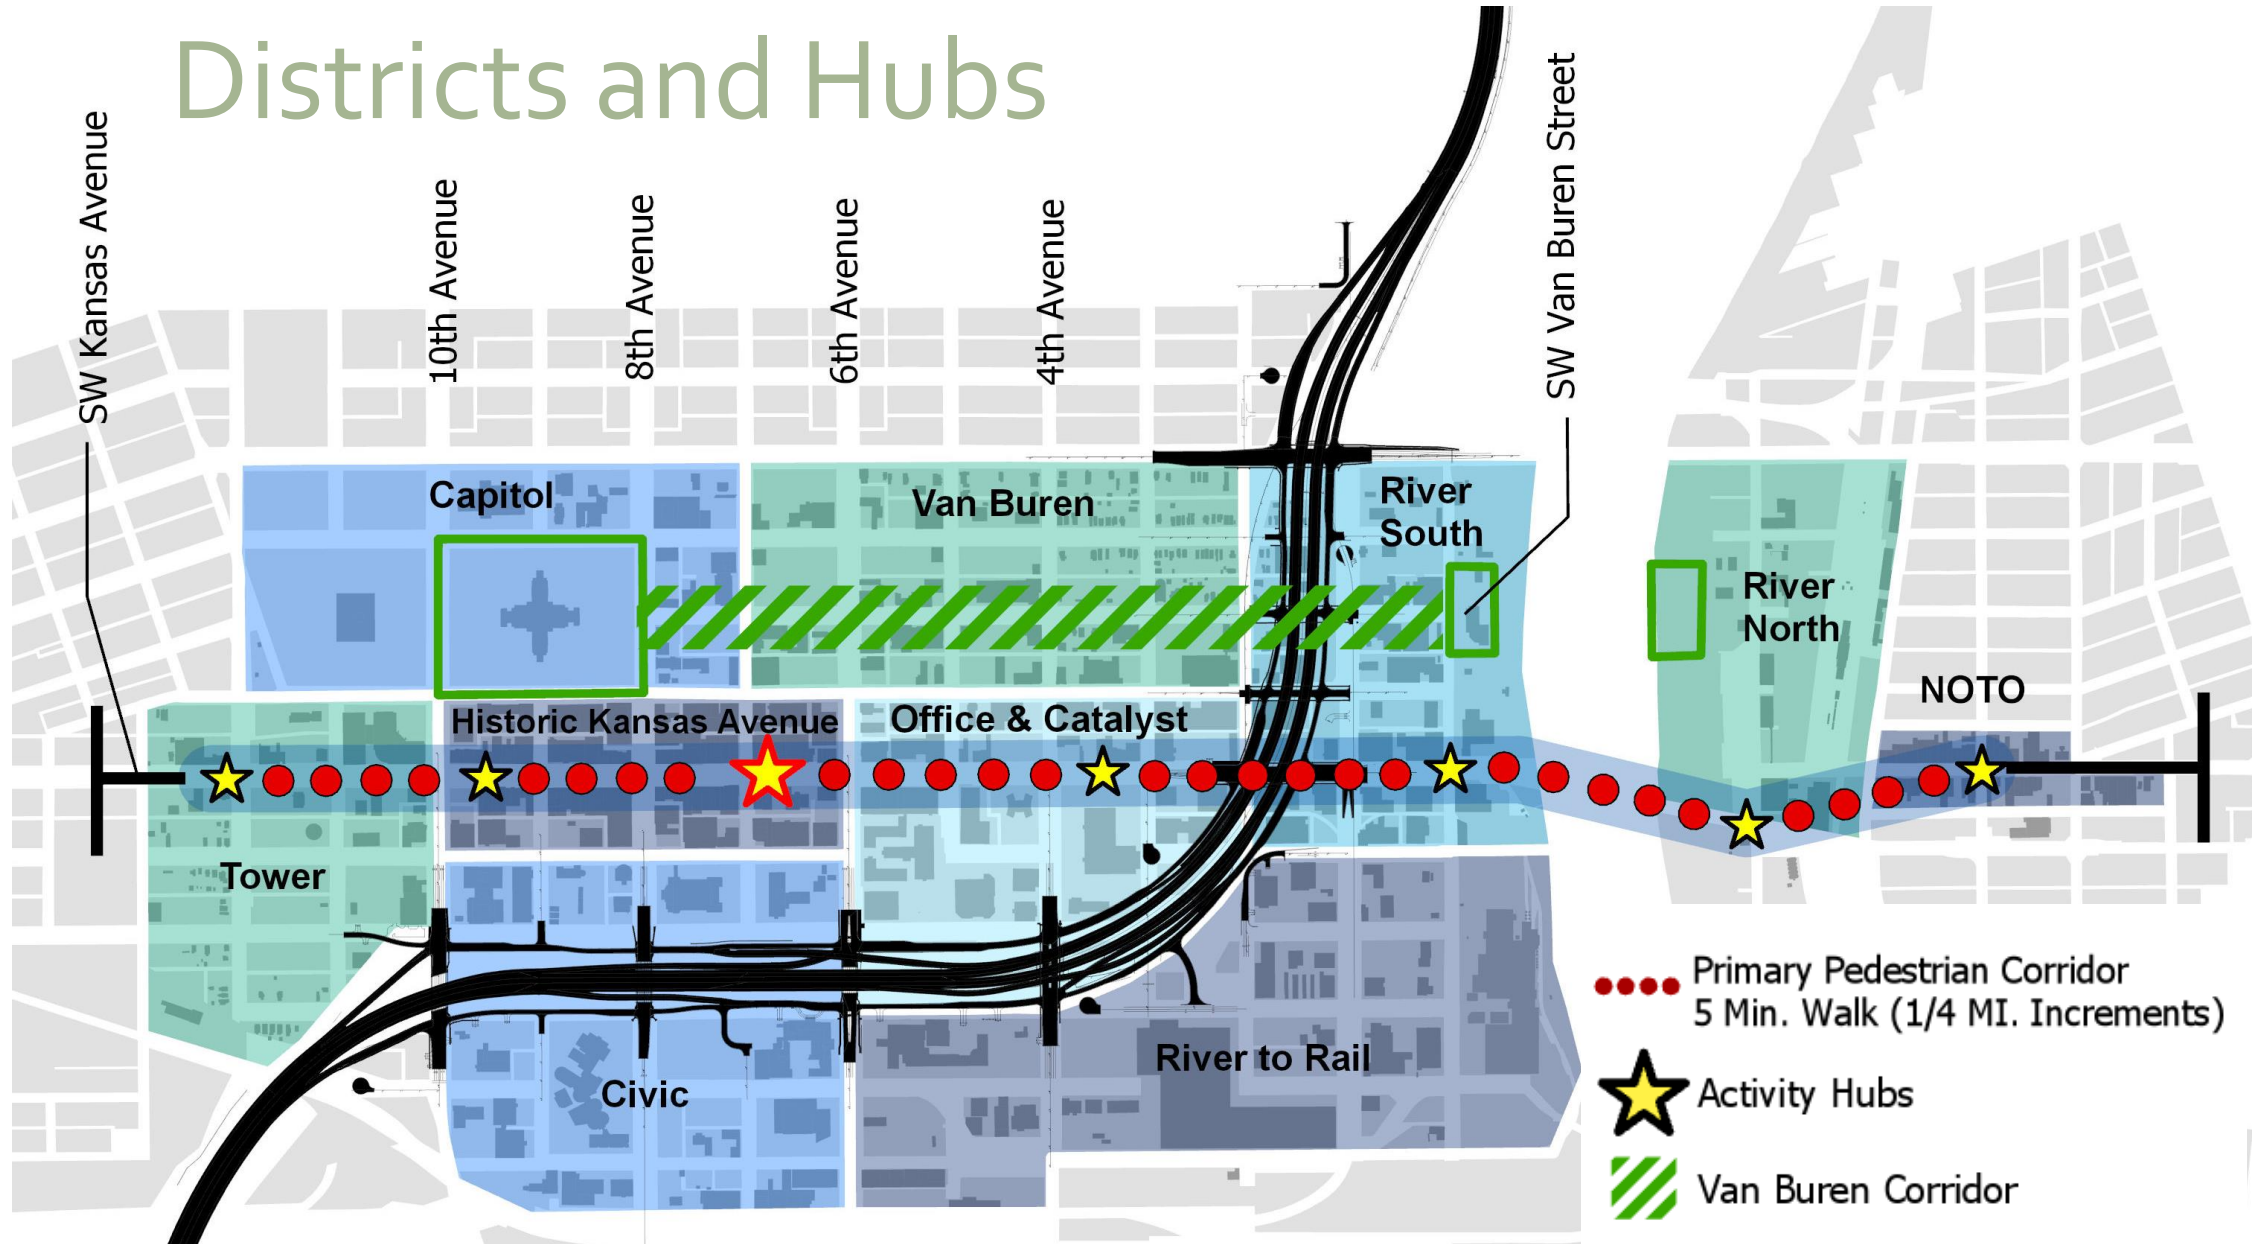 Districts and Hubs
SW Kansas Avenue
10th Avenue
8th Avenue
6th Avenue
4th Avenue
SW Van Buren Street
Capitol
Van Buren
River
South
River
North
NOTO
Historic Kansas Avenue
Office & Catalyst
Tower
Civic
River to Rail
Primary Pedestrian Corridor
5 Min. Walk (1/4 MI. Increments)
Activity Hubs
Van Buren Corridor